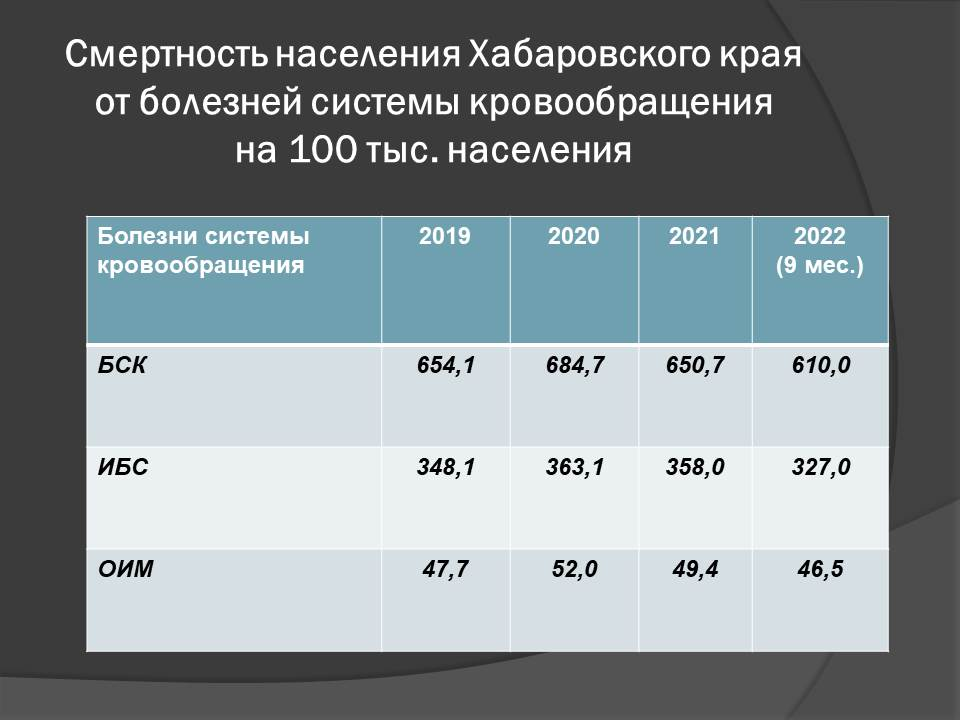 Смертность населения Хабаровского края
от болезней системы кровообращения
на 100 тыс. населения
Болезни системы кровообращения 2019 2020 2021 2022 (9 мес.)
БСК 654,1 684,7 650,7 610,0
ИБС 348,1 363,1 358,0 327,0
ОИМ 47,7 52,0 49,4 46,5